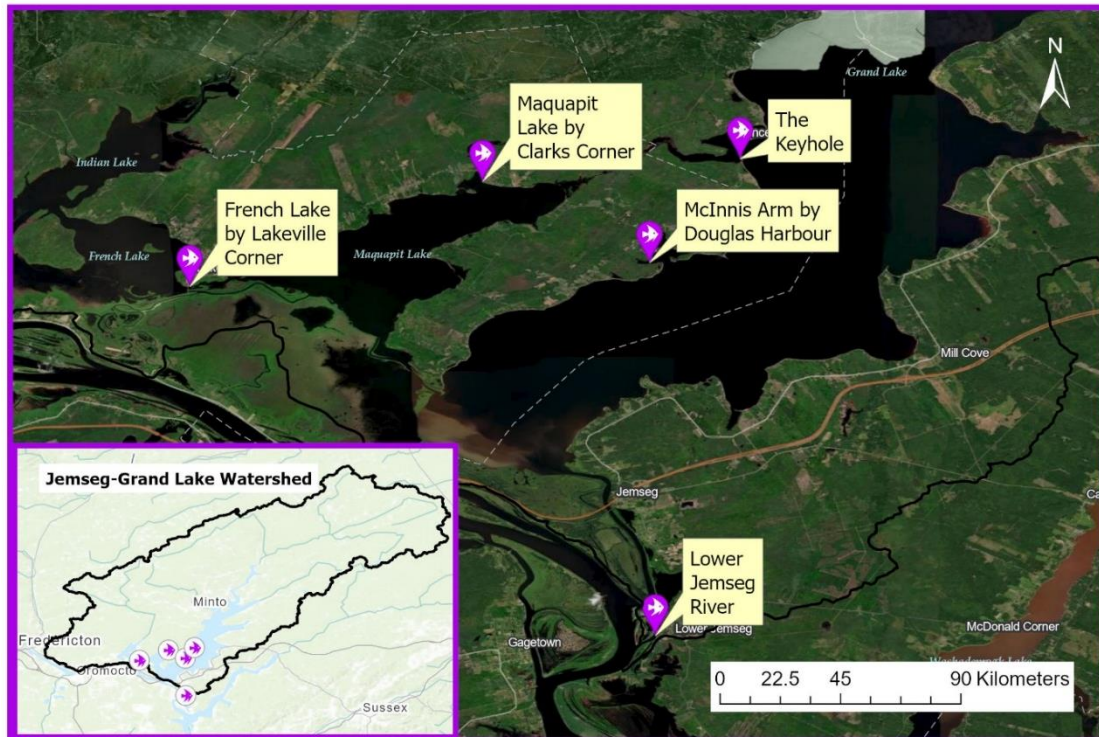 Grand Lake
N
Maquapit
Lake by
Clarks Corner
The
Keyhole
Indian Lake
French Lake
by Lakeville
Corner
McInnis Arm by
Douglas Harbour
French Lake
Maquapit Lake
Mill Cove
Jemseg
Lower
Jemseg
River
Lower Jemseg
Gagetown
McDonald Corner
Washademoak Lake
0 22.5 45 90 Kilometers
Jemseg-Grand Lake Watershed
Minto
Fredericton
Oromocto
Sussex